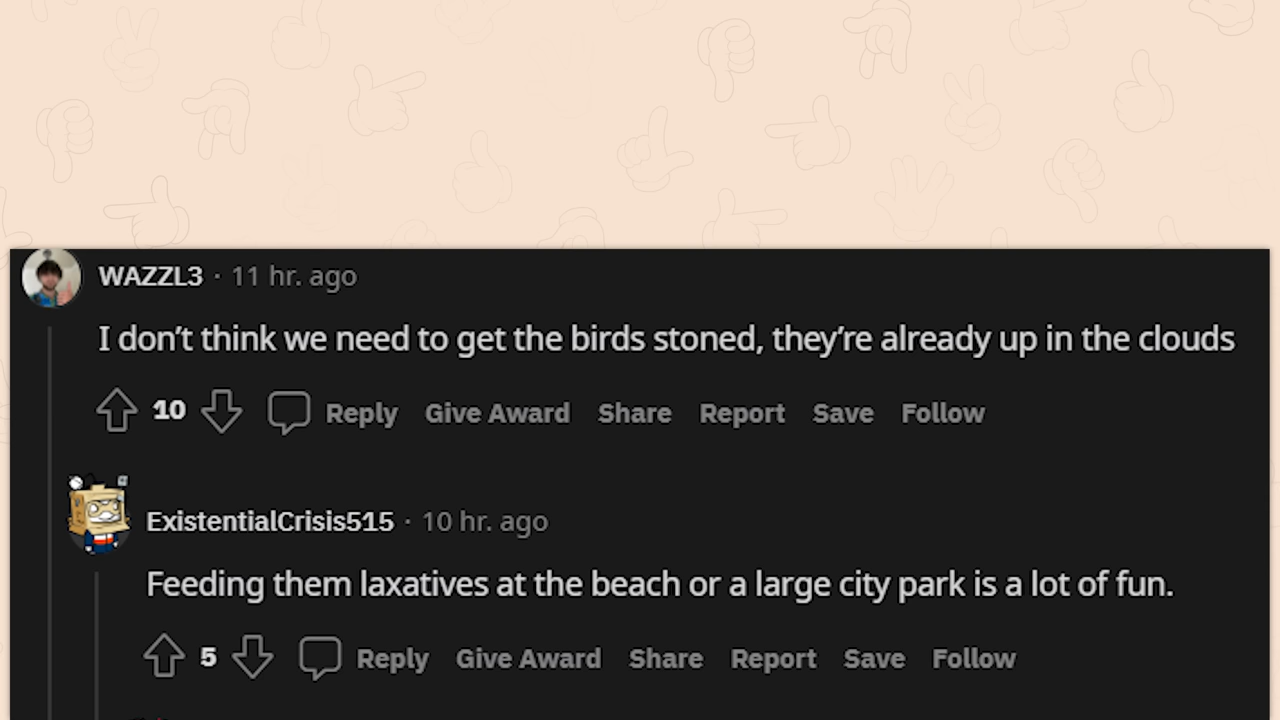 WAZZL3 · 11 hr. ago
I don’t think we need to get the birds stoned, they’re already up in the clouds
10 Reply Give Award Share Report Save Follow
ExistentialCrisis515 · 10 hr. ago
Feeding them laxatives at the beach or a large city park is a lot of fun.
5 Reply Give Award Share Report Save Follow